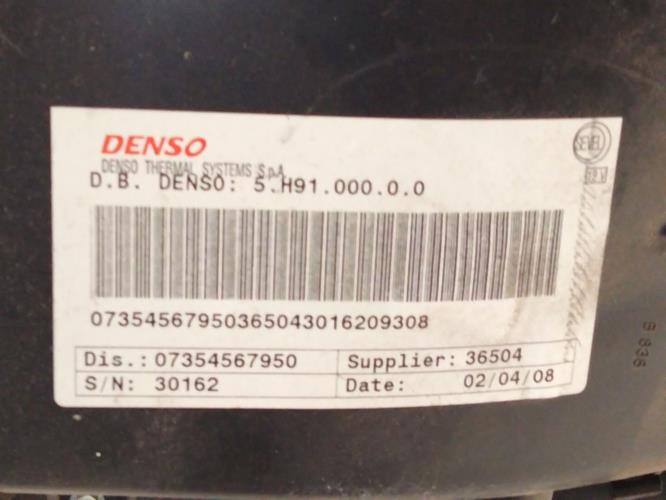 DENSO
DENSO THERMAL SYSTEMS S.p.A.
D.B. DENSO: 5.H91.000.0.0
SEVEL
07354567950365043016209308
Dis.: 07354567950 Supplier: 36504
S/N: 30162 Date: 02/04/08